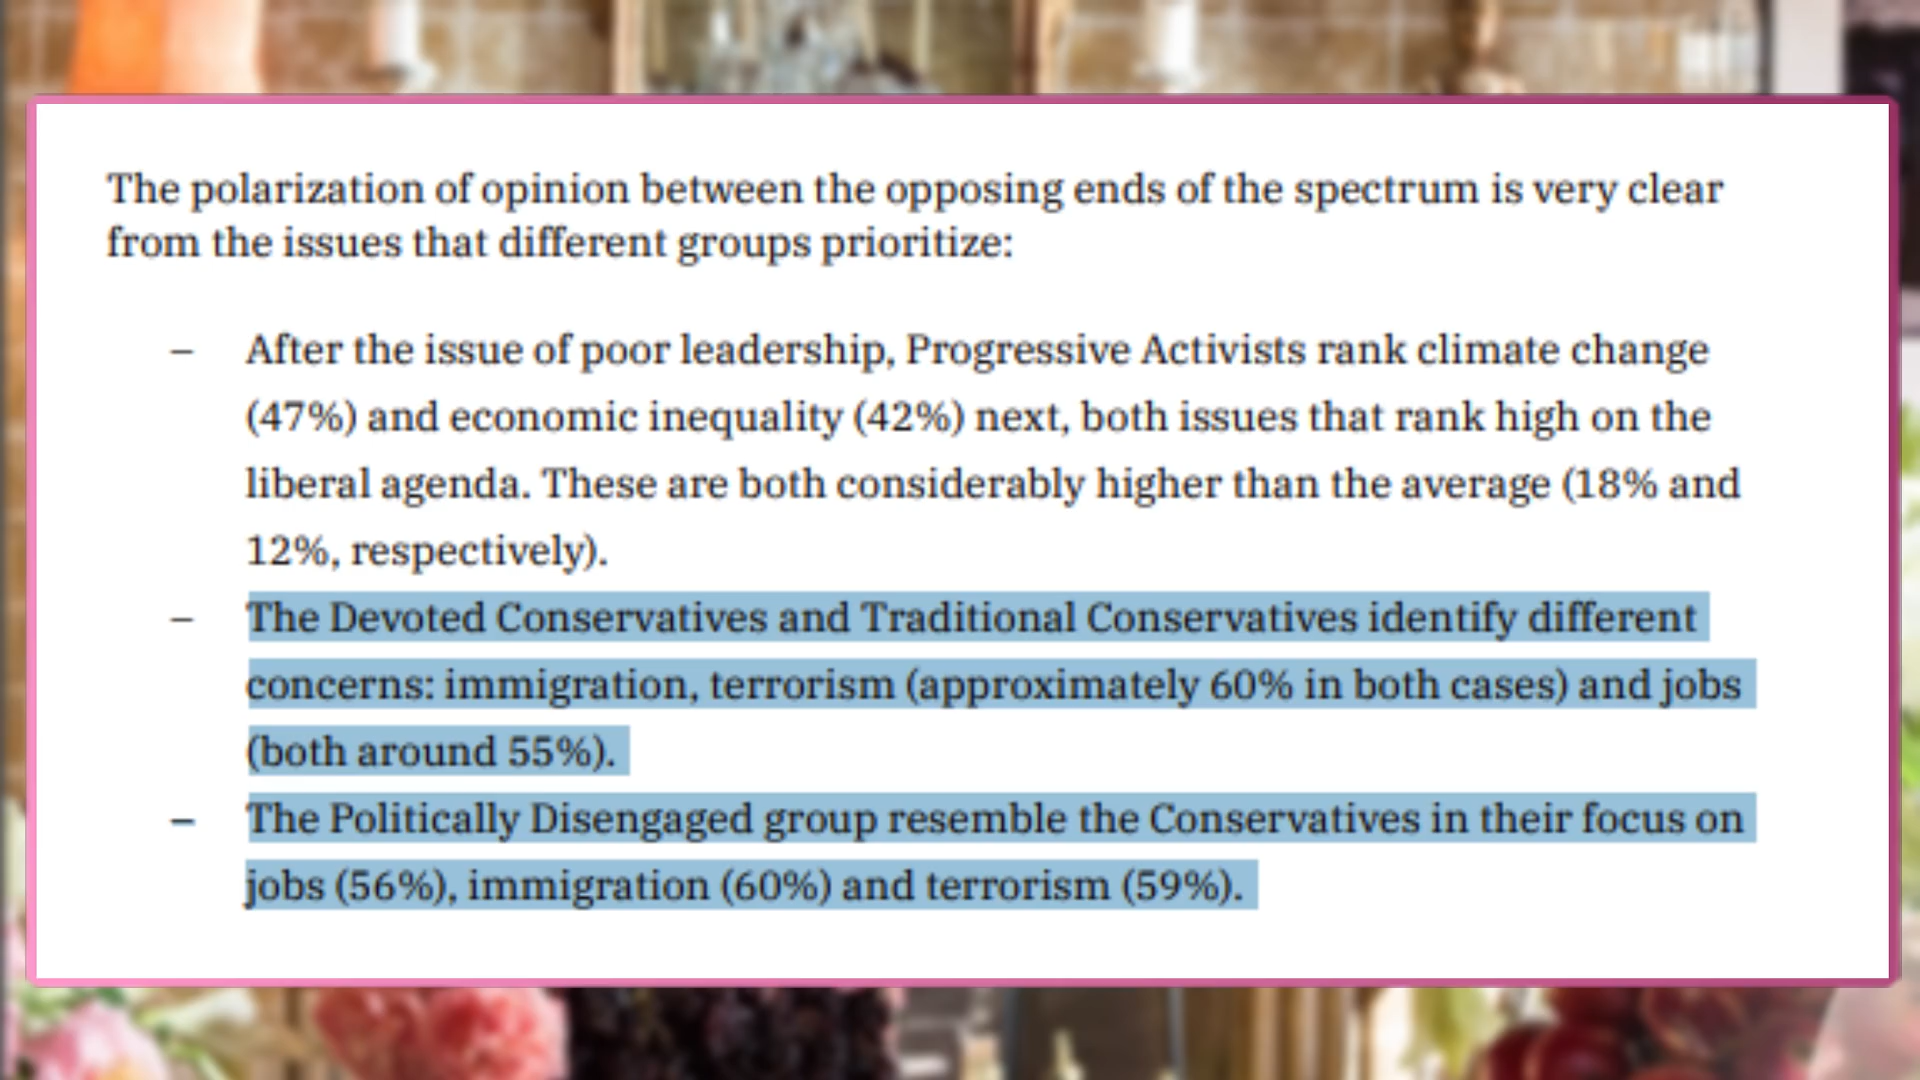 The polarization of opinion between the opposing ends of the spectrum is very clear
from the issues that different groups prioritize:
– After the issue of poor leadership, Progressive Activists rank climate change
(47%) and economic inequality (42%) next, both issues that rank high on the
liberal agenda. These are both considerably higher than the average (18% and
12%, respectively).
– The Devoted Conservatives and Traditional Conservatives identify different
concerns: immigration, terrorism (approximately 60% in both cases) and jobs
(both around 55%).
– The Politically Disengaged group resemble the Conservatives in their focus on
jobs (56%), immigration (60%) and terrorism (59%).